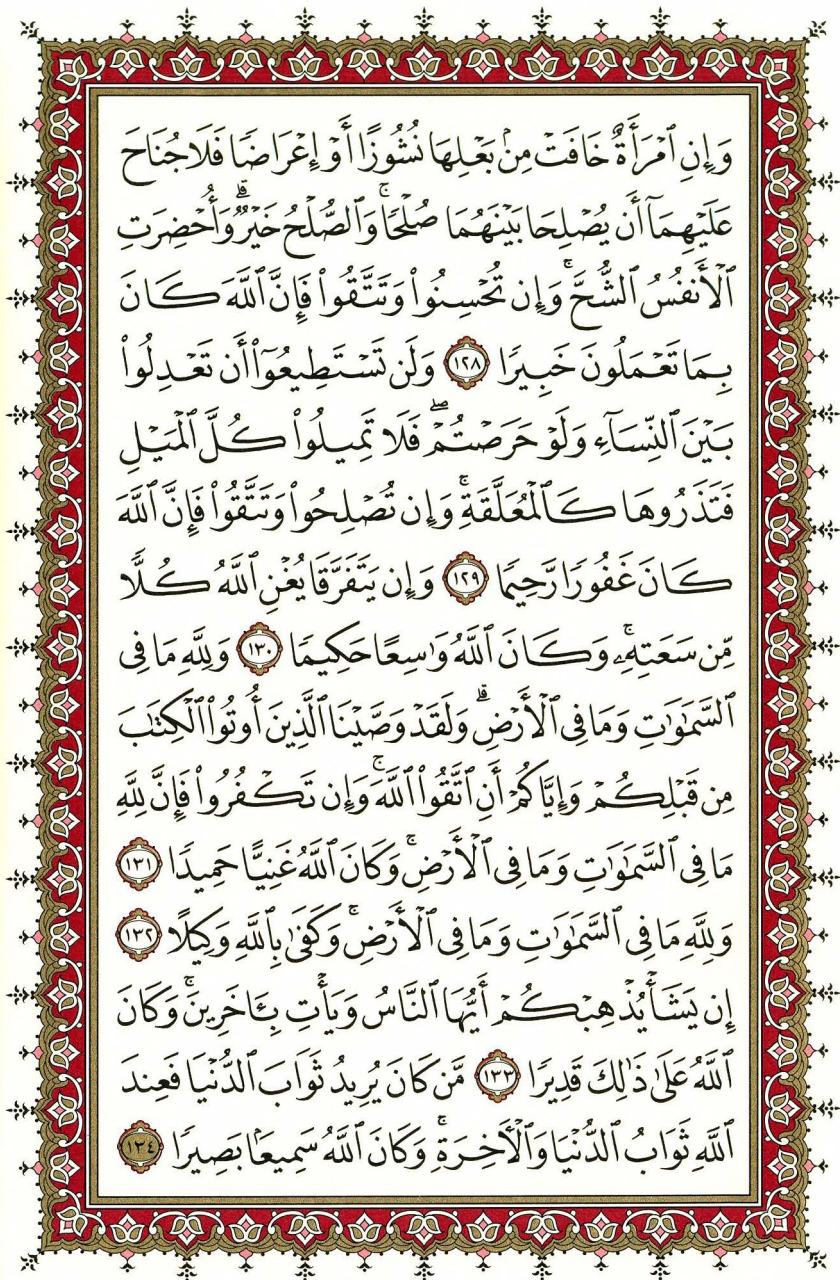 وَإِنِ ٱمْرَأَةٌ خَافَتْ مِنۢ بَعْلِهَا نُشُوزًا أَوْ إِعْرَاضًا فَلَا جُنَاحَ
عَلَيْهِمَآ أَن يُصْلِحَا بَيْنَهُمَا صُلْحًاۚ وَٱلصُّلْحُ خَيْرٌۗ وَأُحْضِرَتِ
ٱلْأَنفُسُ ٱلشُّحَّۚ وَإِن تُحْسِنُوا۟ وَتَتَّقُوا۟ فَإِنَّ ٱللَّهَ كَانَ
بِمَا تَعْمَلُونَ خَبِيرًا ١٢٨ وَلَن تَسْتَطِيعُوٓا۟ أَن تَعْدِلُوا۟
بَيْنَ ٱلنِّسَآءِ وَلَوْ حَرَصْتُمْۖ فَلَا تَمِيلُوا۟ كُلَّ ٱلْمَيْلِ
فَتَذَرُوهَا كَٱلْمُعَلَّقَةِۚ وَإِن تُصْلِحُوا۟ وَتَتَّقُوا۟ فَإِنَّ ٱللَّهَ
كَانَ غَفُورًا رَّحِيمًا ١٢٩ وَإِن يَتَفَرَّقَا يُغْنِ ٱللَّهُ كُلًّا
مِّن سَعَتِهِۦۚ وَكَانَ ٱللَّهُ وَٰسِعًا حَكِيمًا ١٣٠ وَلِلَّهِ مَا فِى
ٱلسَّمَٰوَٰتِ وَمَا فِى ٱلْأَرْضِۗ وَلَقَدْ وَصَّيْنَا ٱلَّذِينَ أُوتُوا۟ ٱلْكِتَٰبَ
مِن قَبْلِكُمْ وَإِيَّاكُمْ أَنِ ٱتَّقُوا۟ ٱللَّهَۚ وَإِن تَكْفُرُوا۟ فَإِنَّ لِلَّهِ
مَا فِى ٱلسَّمَٰوَٰتِ وَمَا فِى ٱلْأَرْضِۚ وَكَانَ ٱللَّهُ غَنِيًّا حَمِيدًا ١٣١
وَلِلَّهِ مَا فِى ٱلسَّمَٰوَٰتِ وَمَا فِى ٱلْأَرْضِۚ وَكَفَىٰ بِٱللَّهِ وَكِيلًا ١٣٢
إِن يَشَأْ يُذْهِبْكُمْ أَيُّهَا ٱلنَّاسُ وَيَأْتِ بِـَٔاخَرِينَۚ وَكَانَ
ٱللَّهُ عَلَىٰ ذَٰلِكَ قَدِيرًا ١٣٣ مَّن كَانَ يُرِيدُ ثَوَابَ ٱلدُّنْيَا فَعِندَ
ٱللَّهِ ثَوَابُ ٱلدُّنْيَا وَٱلْـَٔاخِرَةِۚ وَكَانَ ٱللَّهُ سَمِيعًۢا بَصِيرًا ١٣٤